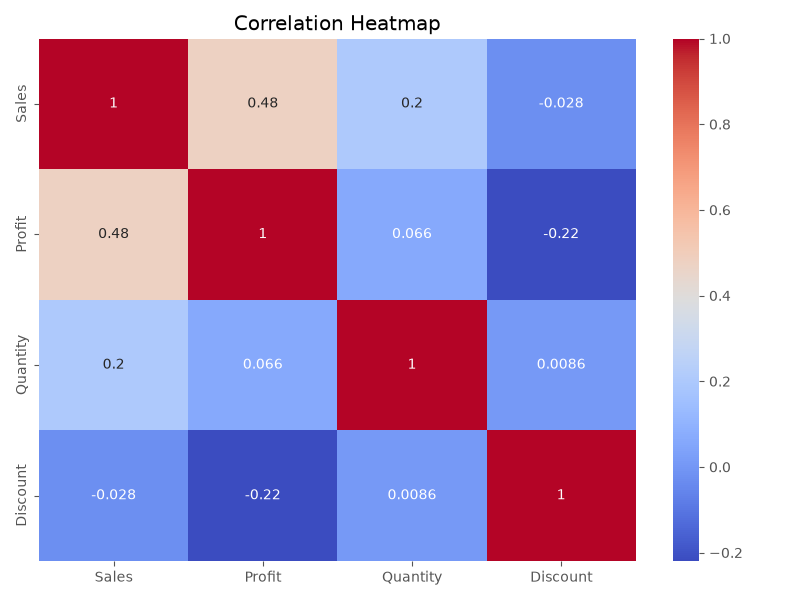 Correlation Heatmap
Sales
1
0.48
0.2
-0.028
Profit
0.48
1
0.066
-0.22
Quantity
0.2
0.066
1
0.0086
Discount
-0.028
-0.22
0.0086
1
Sales
Profit
Quantity
Discount
1.0
0.8
0.6
0.4
0.2
0.0
−0.2